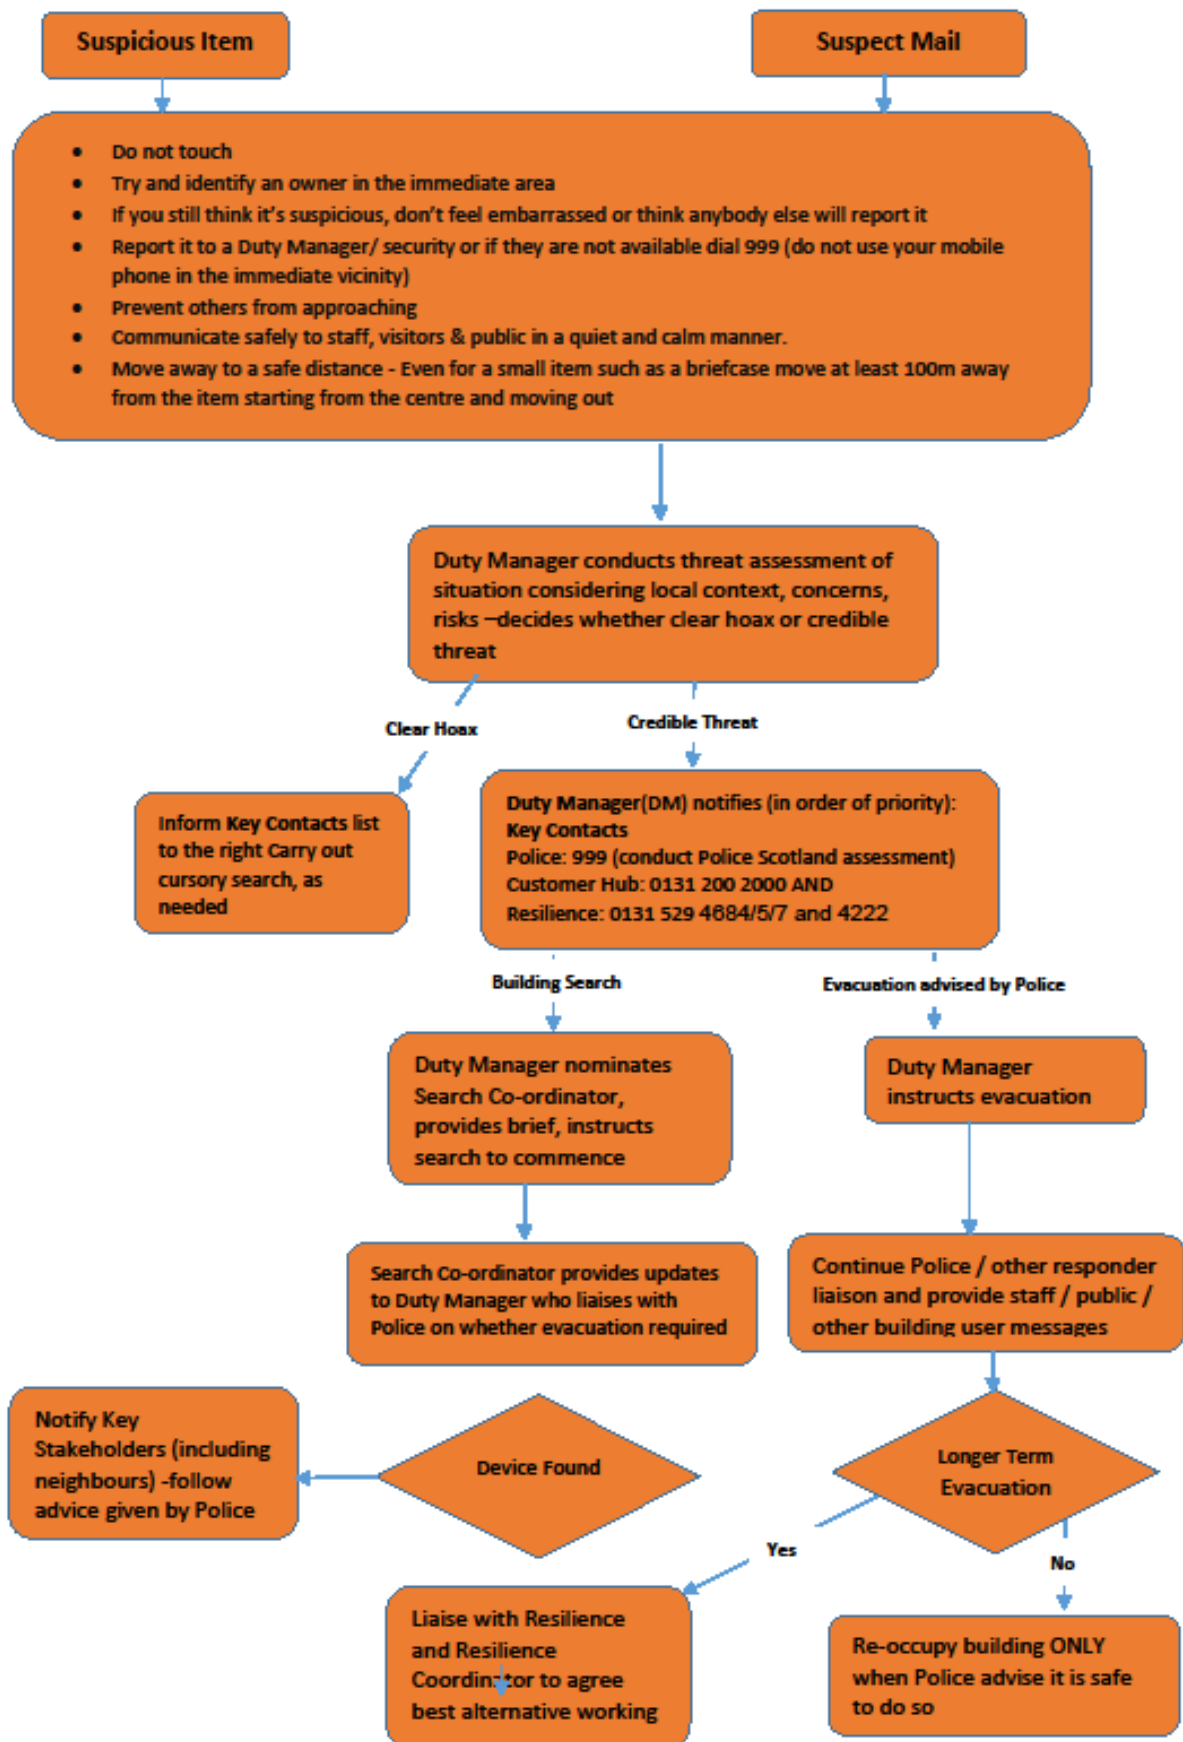 Suspicious Item
Suspect Mail
• Do not touch
• Try and identify an owner in the immediate area
• If you still think it's suspicious, don't feel embarrassed or think anybody else will report it
• Report it to a Duty Manager/ security or if they are not available dial 999 (do not use your mobile
phone in the immediate vicinity)
• Prevent others from approaching
• Communicate safely to staff, visitors & public in a quiet and calm manner.
• Move away to a safe distance - Even for a small item such as a briefcase move at least 100m away
from the item starting from the centre and moving out
Duty Manager conducts threat assessment of
situation considering local context, concerns,
risks –decides whether clear hoax or credible
threat
Clear Hoax
Credible Threat
Inform Key Contacts list
to the right Carry out
cursory search, as
needed
Duty Manager(DM) notifies (in order of priority):
Key Contacts
Police: 999 (conduct Police Scotland assessment)
Customer Hub: 0131 200 2000 AND
Resilience: 0131 529 4684/5/7 and 4222
Building Search
Evacuation advised by Police
Duty Manager nominates
Search Co-ordinator,
provides brief, instructs
search to commence
Duty Manager
instructs evacuation
Search Co-ordinator provides updates
to Duty Manager who liaises with
Police on whether evacuation required
Continue Police / other responder
liaison and provide staff / public /
other building user messages
Notify Key
Stakeholders (including
neighbours) -follow
advice given by Police
Device Found
Longer Term
Evacuation
Yes
No
Liaise with Resilience
and Resilience
Coordinator to agree
best alternative working
Re-occupy building ONLY
when Police advise it is safe
to do so